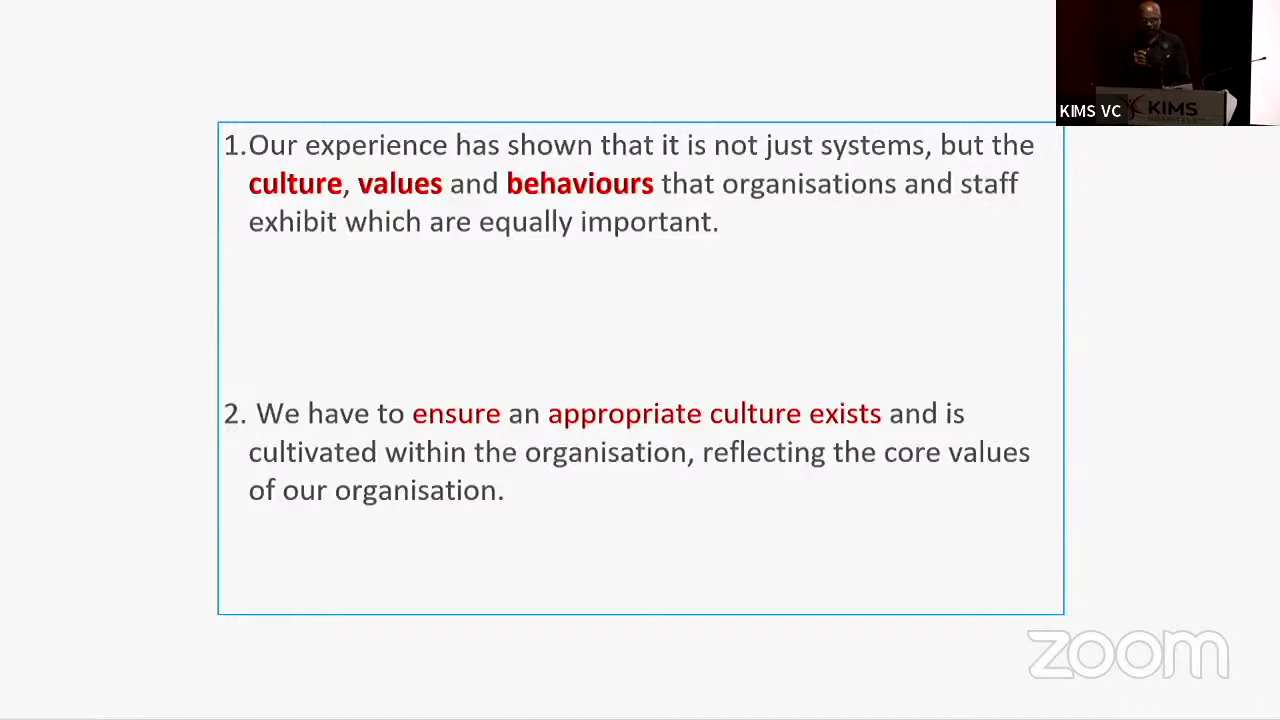 KIMS VC
KIMS
HOSPITALS
1.Our experience has shown that it is not just systems, but the
culture, values and behaviours that organisations and staff
exhibit which are equally important.
2. We have to ensure an appropriate culture exists and is
cultivated within the organisation, reflecting the core values
of our organisation.
zoom